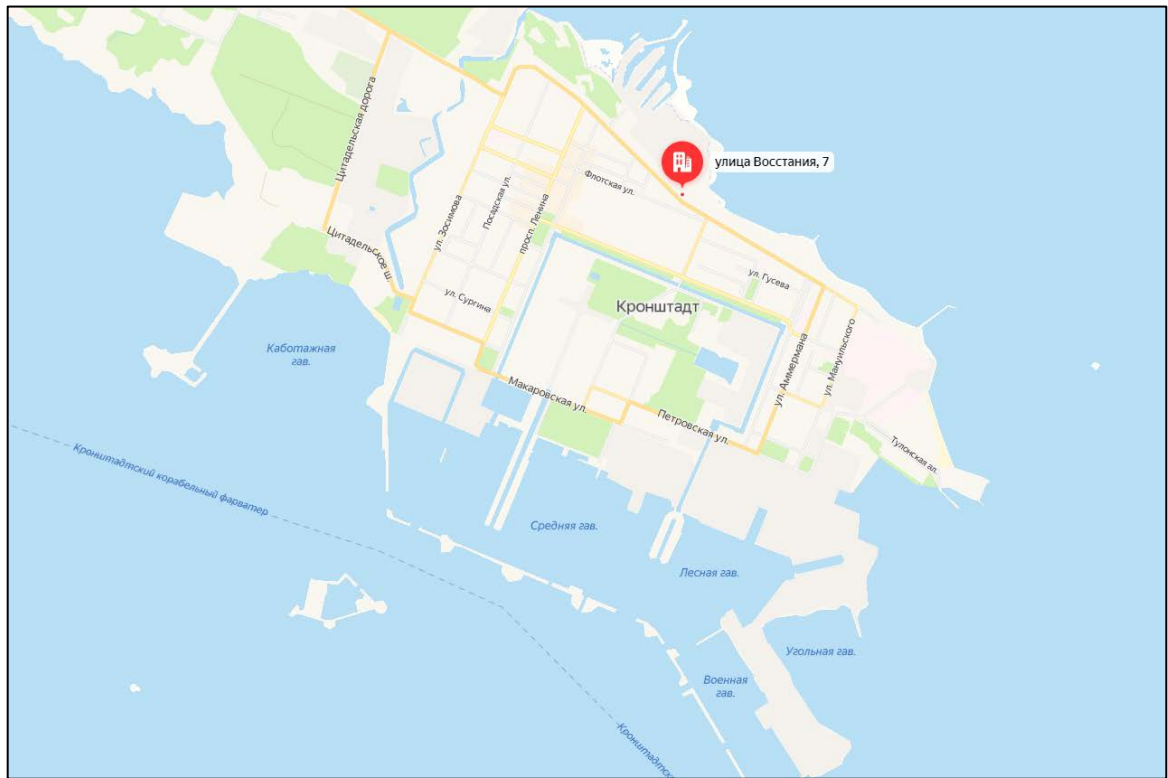 Цитадельская дорога
улица Восстания, 7
Флотская ул.
Посадская ул.
ул. Зосимова
просп. Ленина
Цитадельское ш.
ул. Гусева
ул. Сургина
Кронштадт
Каботажная
гав.
ул. Аммермана
ул. Мануильского
Макаровская ул.
Петровская ул.
Тулонская ал.
Кронштадтский корабельный фарватер
Средняя гав.
Лесная гав.
Угольная гав.
Военная
гав.